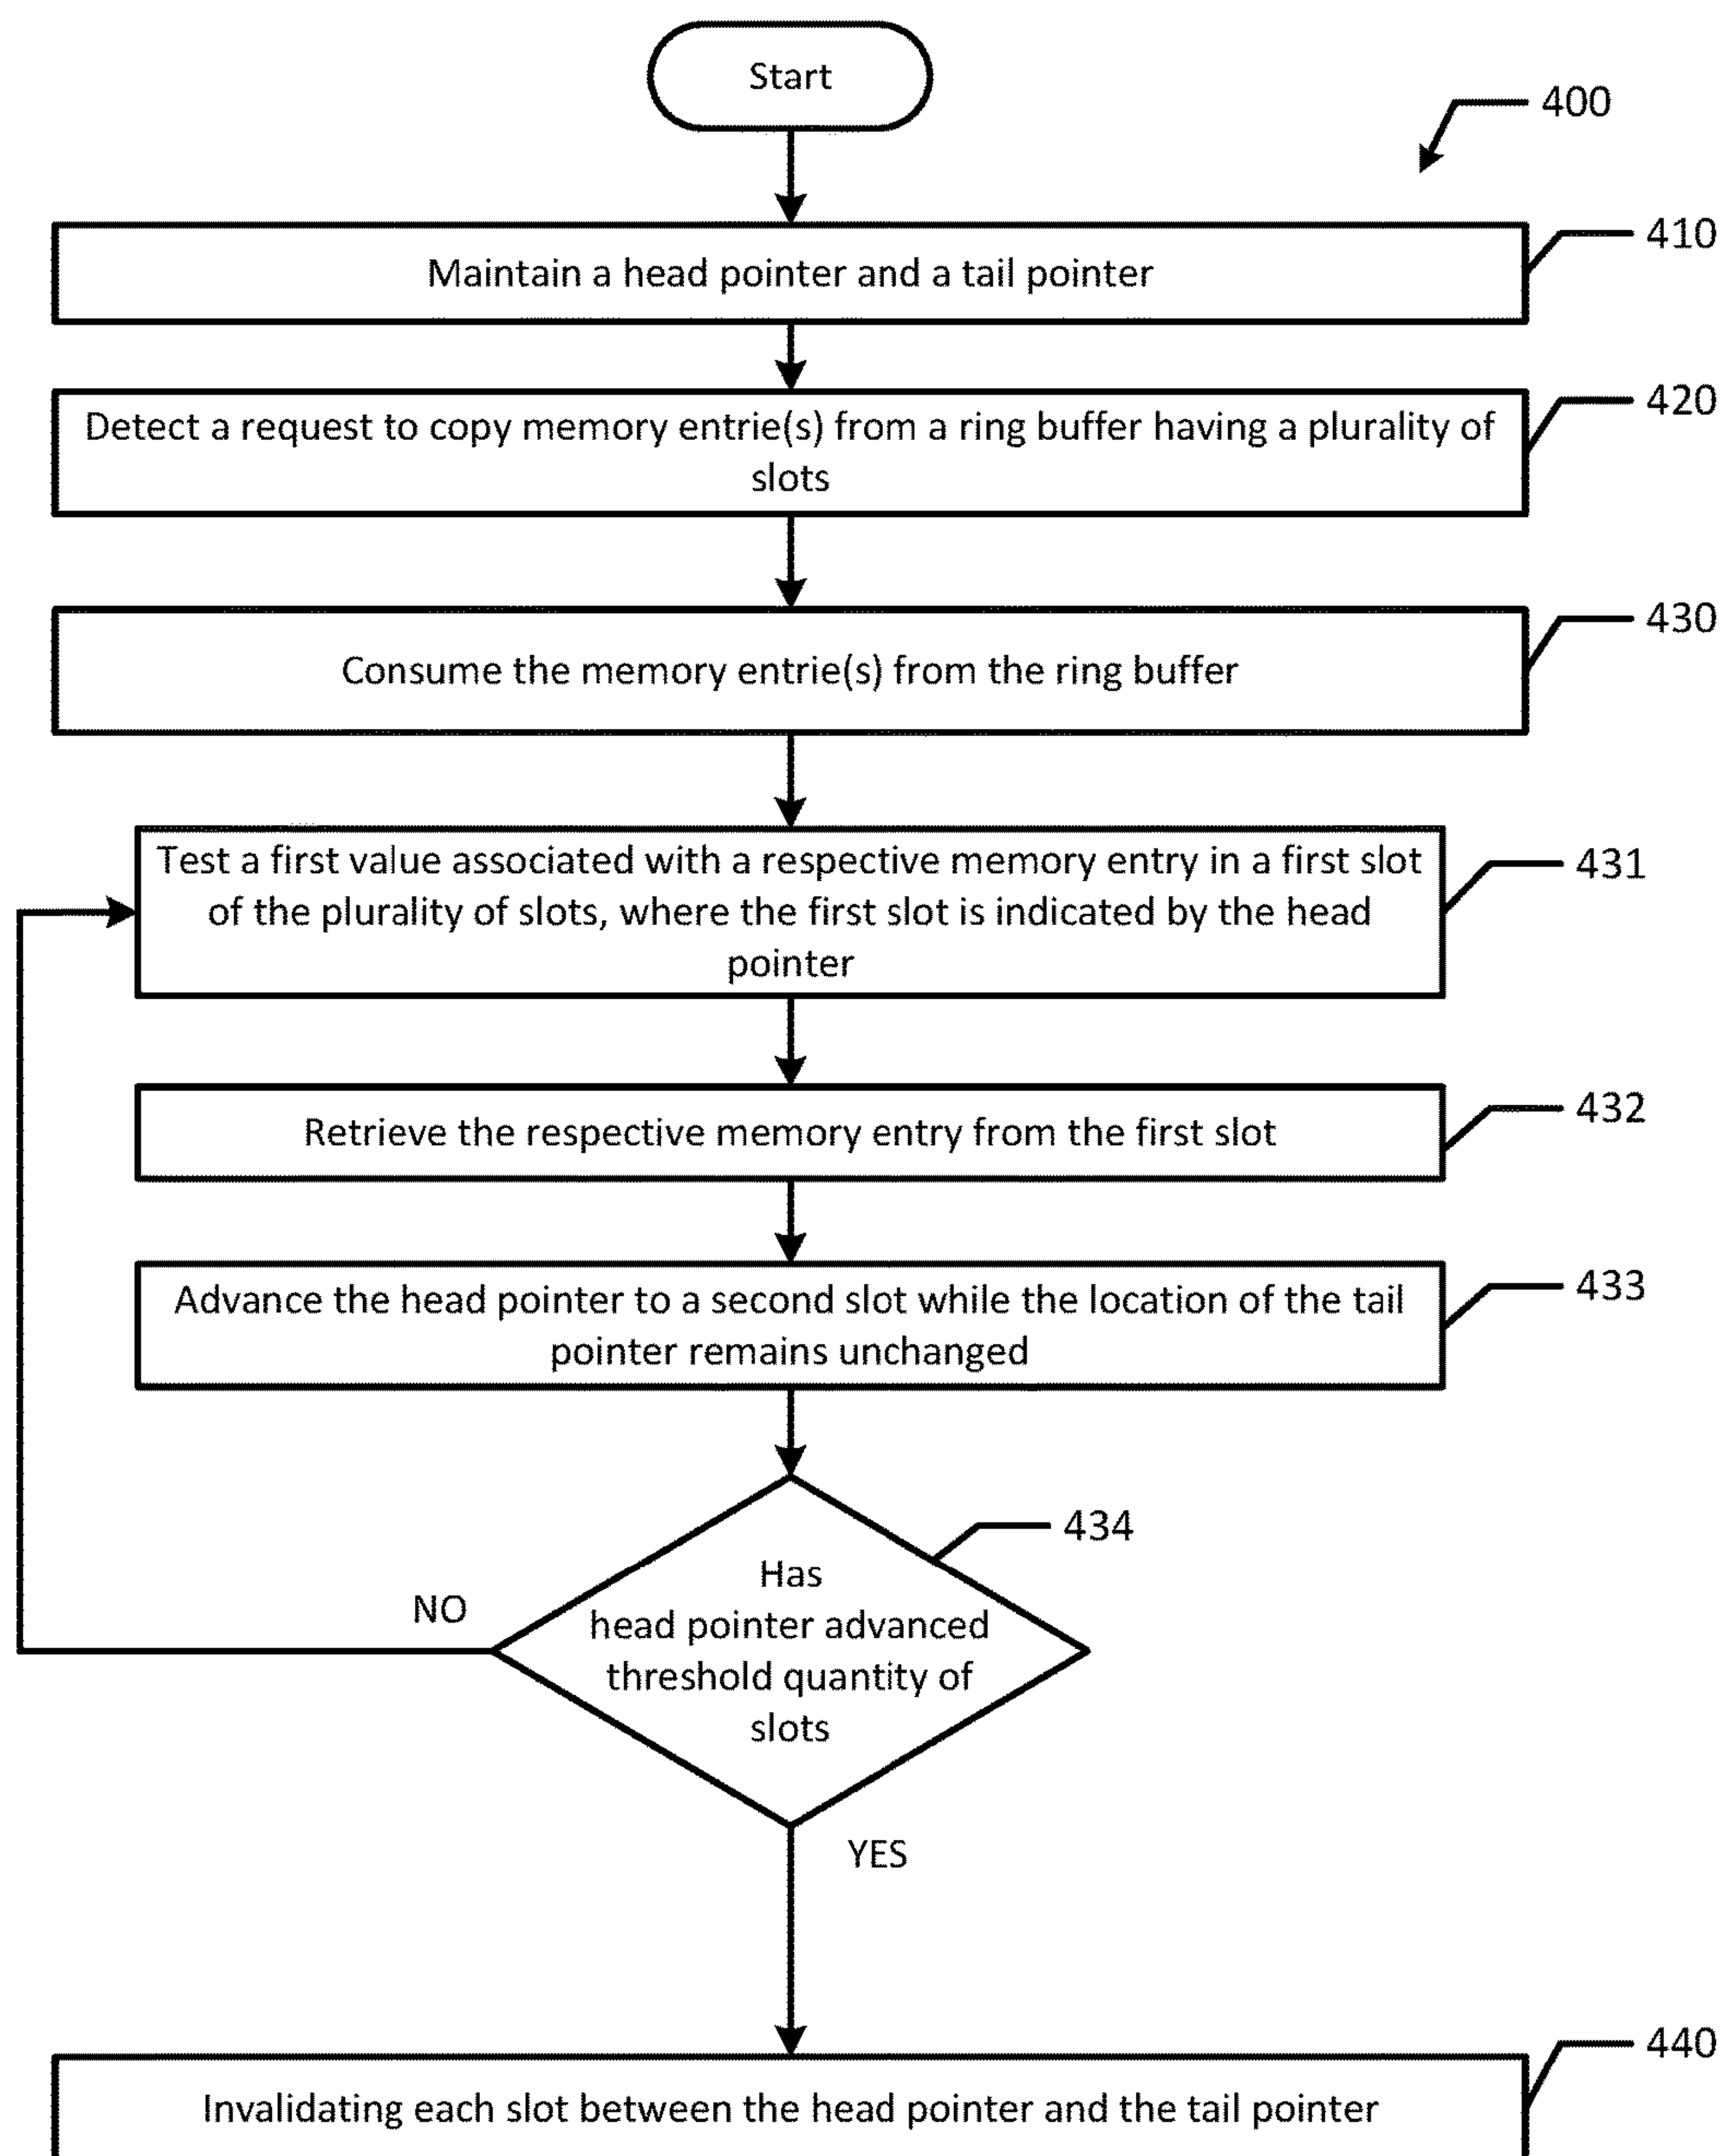 Start
400
Maintain a head pointer and a tail pointer
410
Detect a request to copy memory entrie(s) from a ring buffer having a plurality of
slots
420
Consume the memory entrie(s) from the ring buffer
430
Test a first value associated with a respective memory entry in a first slot
of the plurality of slots, where the first slot is indicated by the head
pointer
431
Retrieve the respective memory entry from the first slot
432
Advance the head pointer to a second slot while the location of the tail
pointer remains unchanged
433
Has
head pointer advanced
threshold quantity of
slots
434
NO
YES
Invalidating each slot between the head pointer and the tail pointer
440